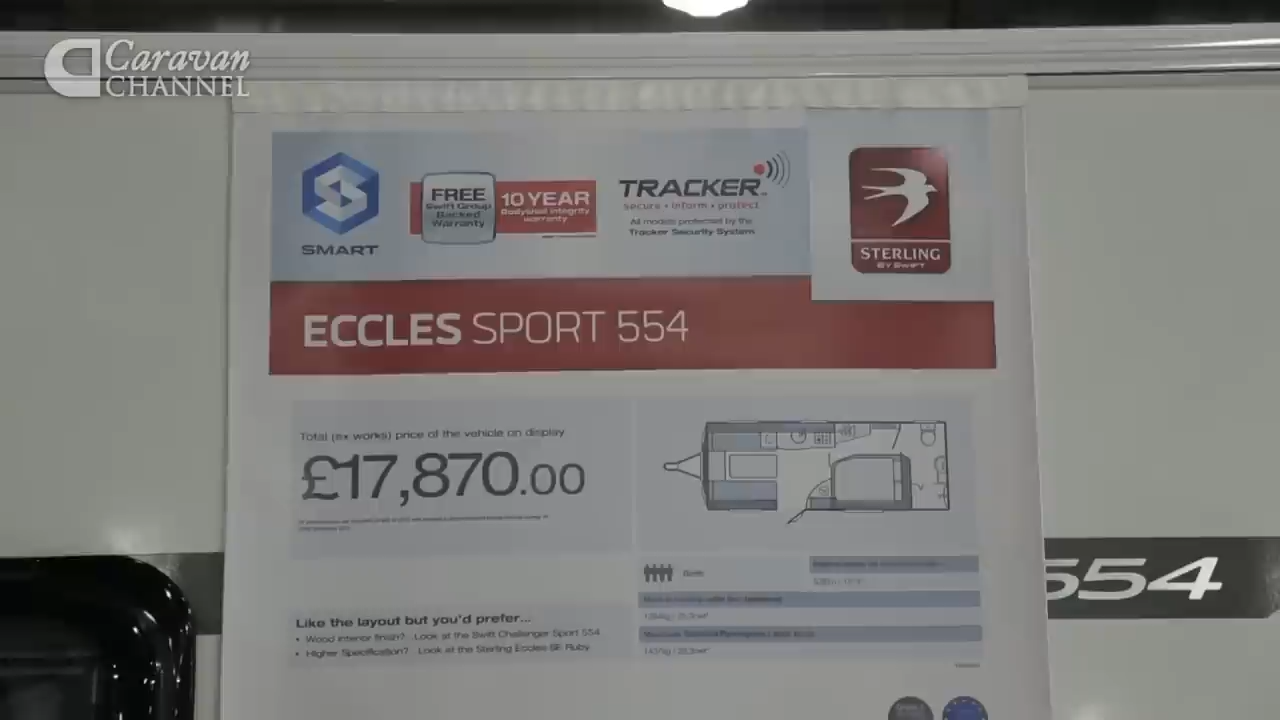 Caravan
CHANNEL
SMART
FREE
Swift Group
Backed
Warranty
10 YEAR
Bodyshell integrity
warranty
TRACKER
secure • inform • protect
All models protected by the
Tracker Security System
STERLING
BY SWIFT
ECCLES SPORT 554
Total (ex works) price of the vehicle on display
£17,870.00
Like the layout but you'd prefer...
• Wood interior finish? Look at the Swift Challenger Sport 554
• Higher Specification? Look at the Sterling Eccles SE Ruby
554